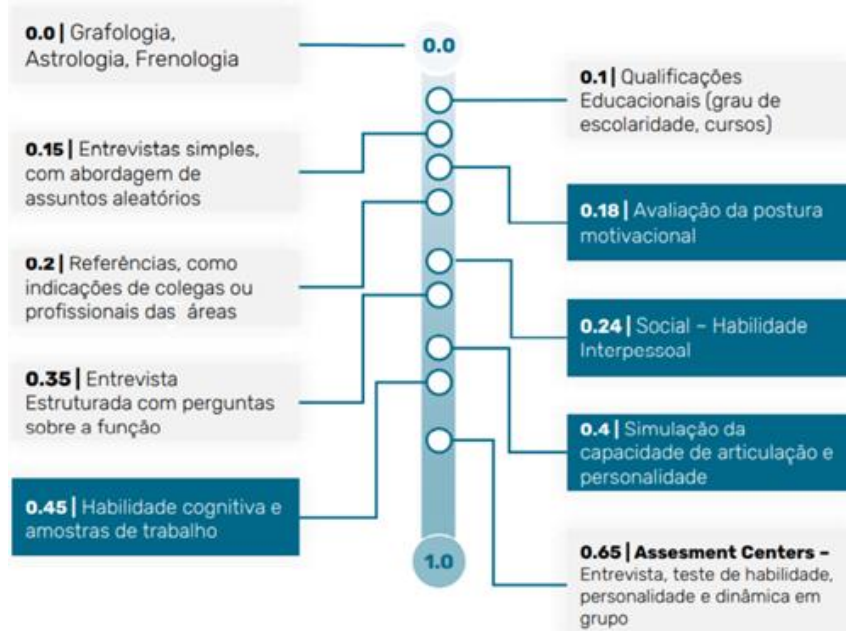 0.0 | Grafologia,
Astrologia, Frenologia
0.0
0.1 | Qualificações
Educacionais (grau de
escolaridade, cursos)
0.15 | Entrevistas simples,
com abordagem de
assuntos aleatórios
0.18 | Avaliação da postura
motivacional
0.2 | Referências, como
indicações de colegas ou
profissionais das áreas
0.24 | Social – Habilidade
Interpessoal
0.35 | Entrevista
Estruturada com perguntas
sobre a função
0.4 | Simulação da
capacidade de articulação e
personalidade
0.45 | Habilidade cognitiva e
amostras de trabalho
1.0
0.65 | Assesment Centers –
Entrevista, teste de habilidade,
personalidade e dinâmica em
grupo